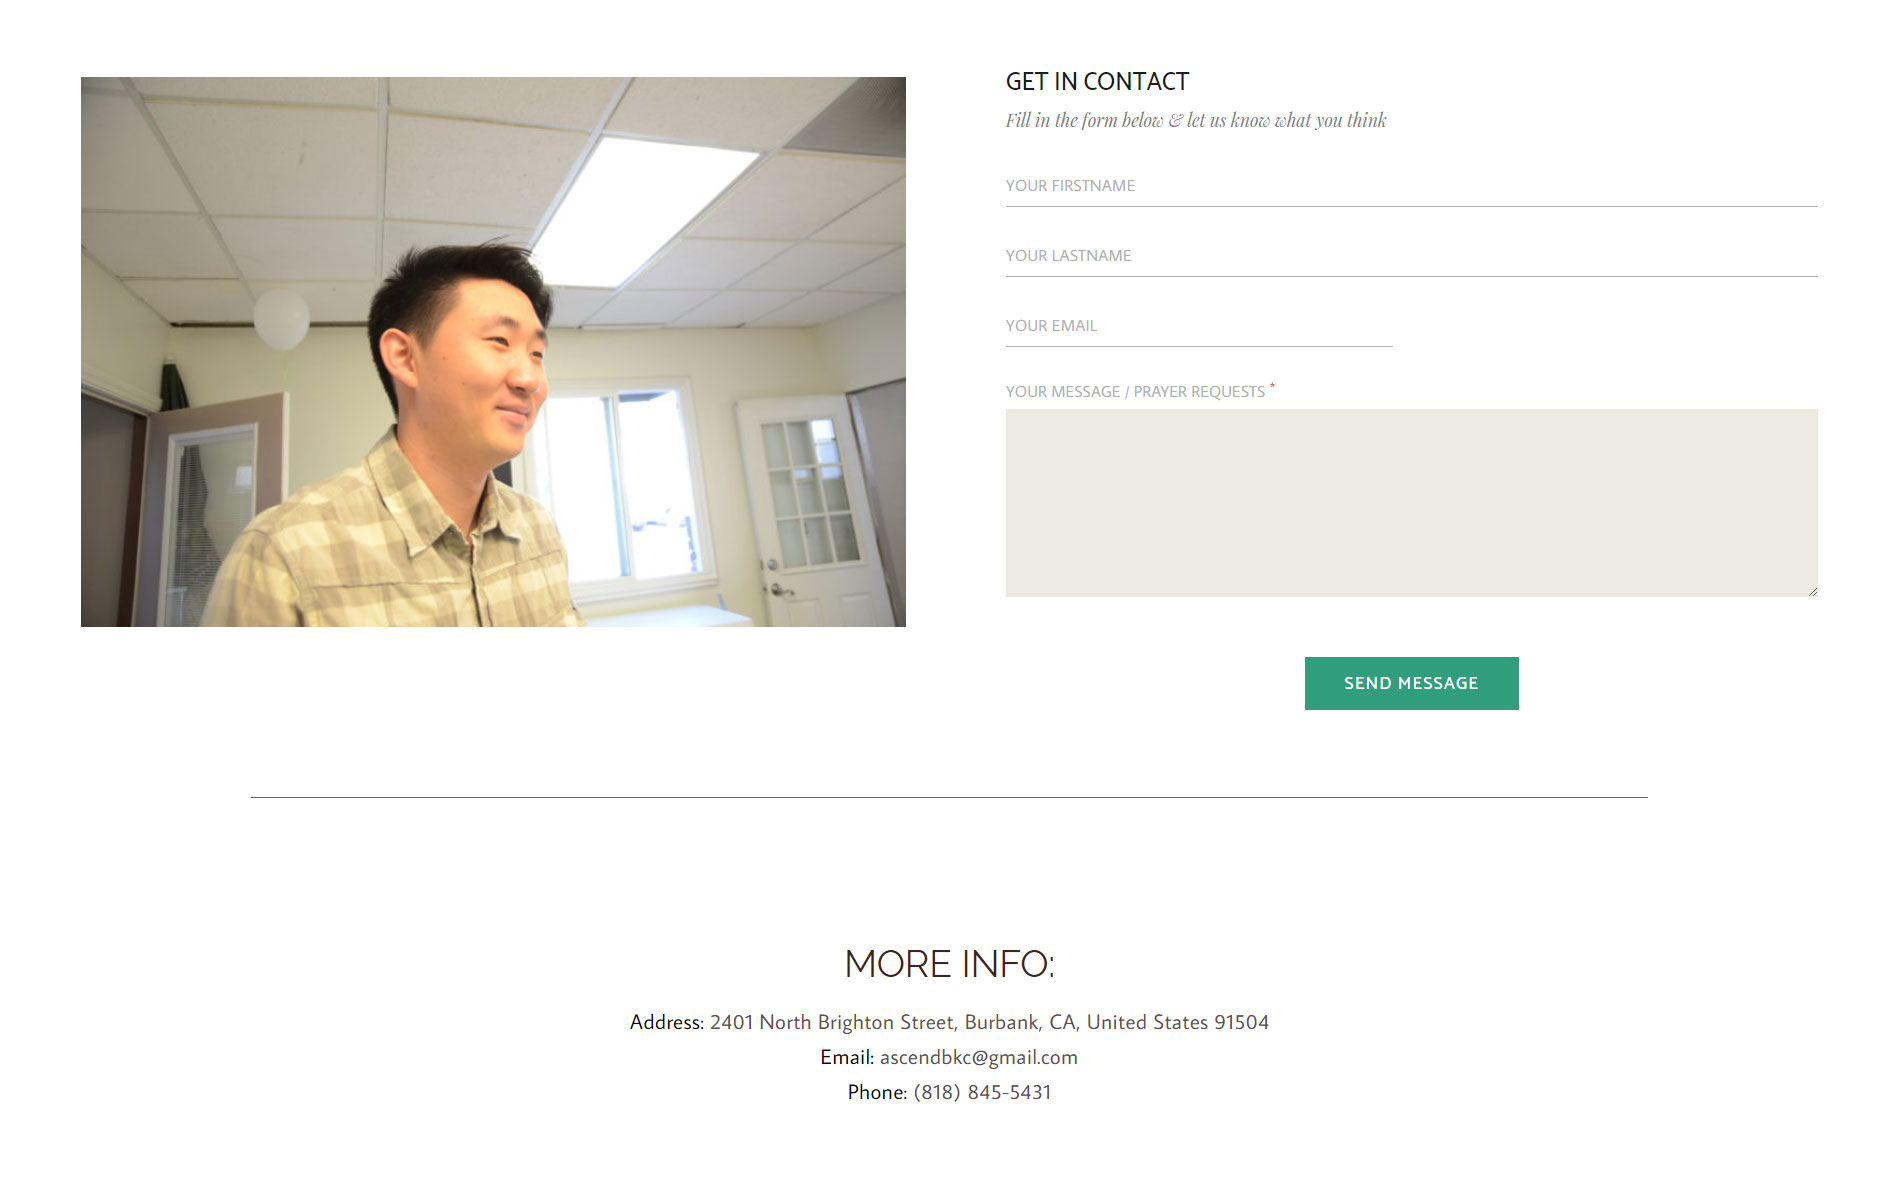 GET IN CONTACT
Fill in the form below & let us know what you think
YOUR FIRSTNAME
YOUR LASTNAME
YOUR EMAIL
YOUR MESSAGE / PRAYER REQUESTS *
SEND MESSAGE
MORE INFO:
Address: 2401 North Brighton Street, Burbank, CA, United States 91504
Email: ascendbkc@gmail.com
Phone: (818) 845-5431